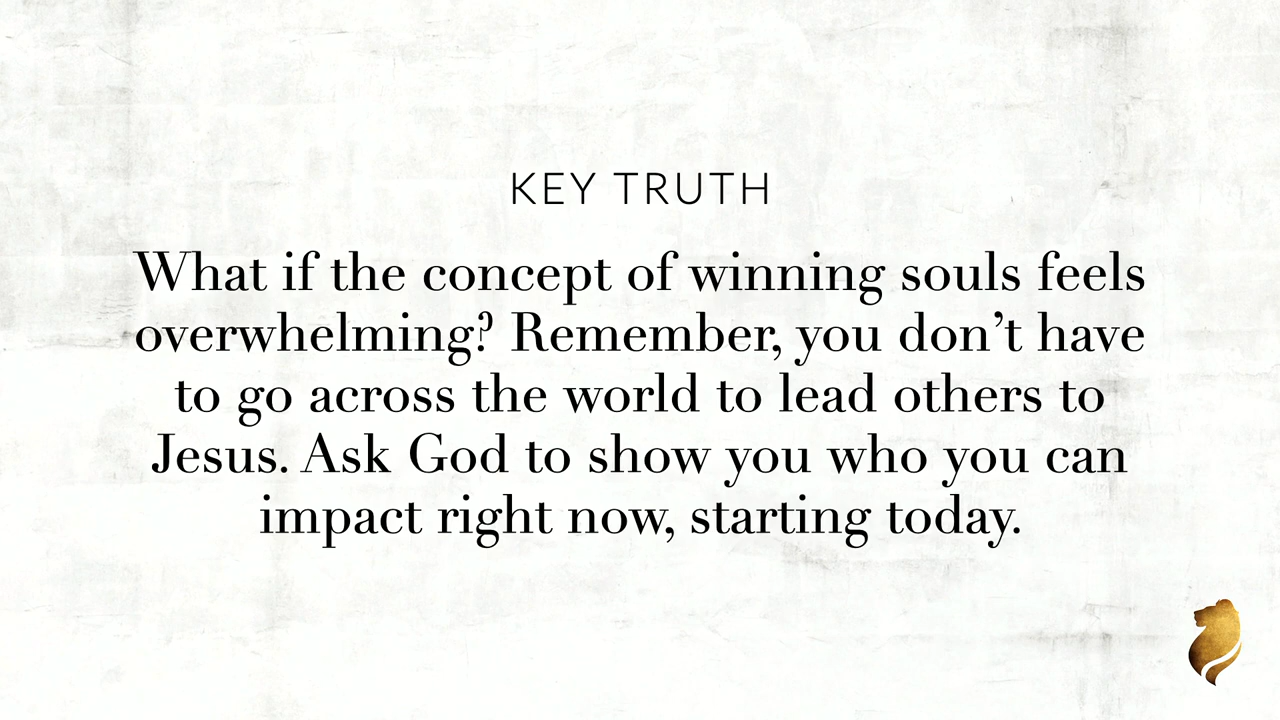 KEY TRUTH
What if the concept of winning souls feels
overwhelming? Remember, you don’t have
to go across the world to lead others to
Jesus. Ask God to show you who you can
impact right now, starting today.